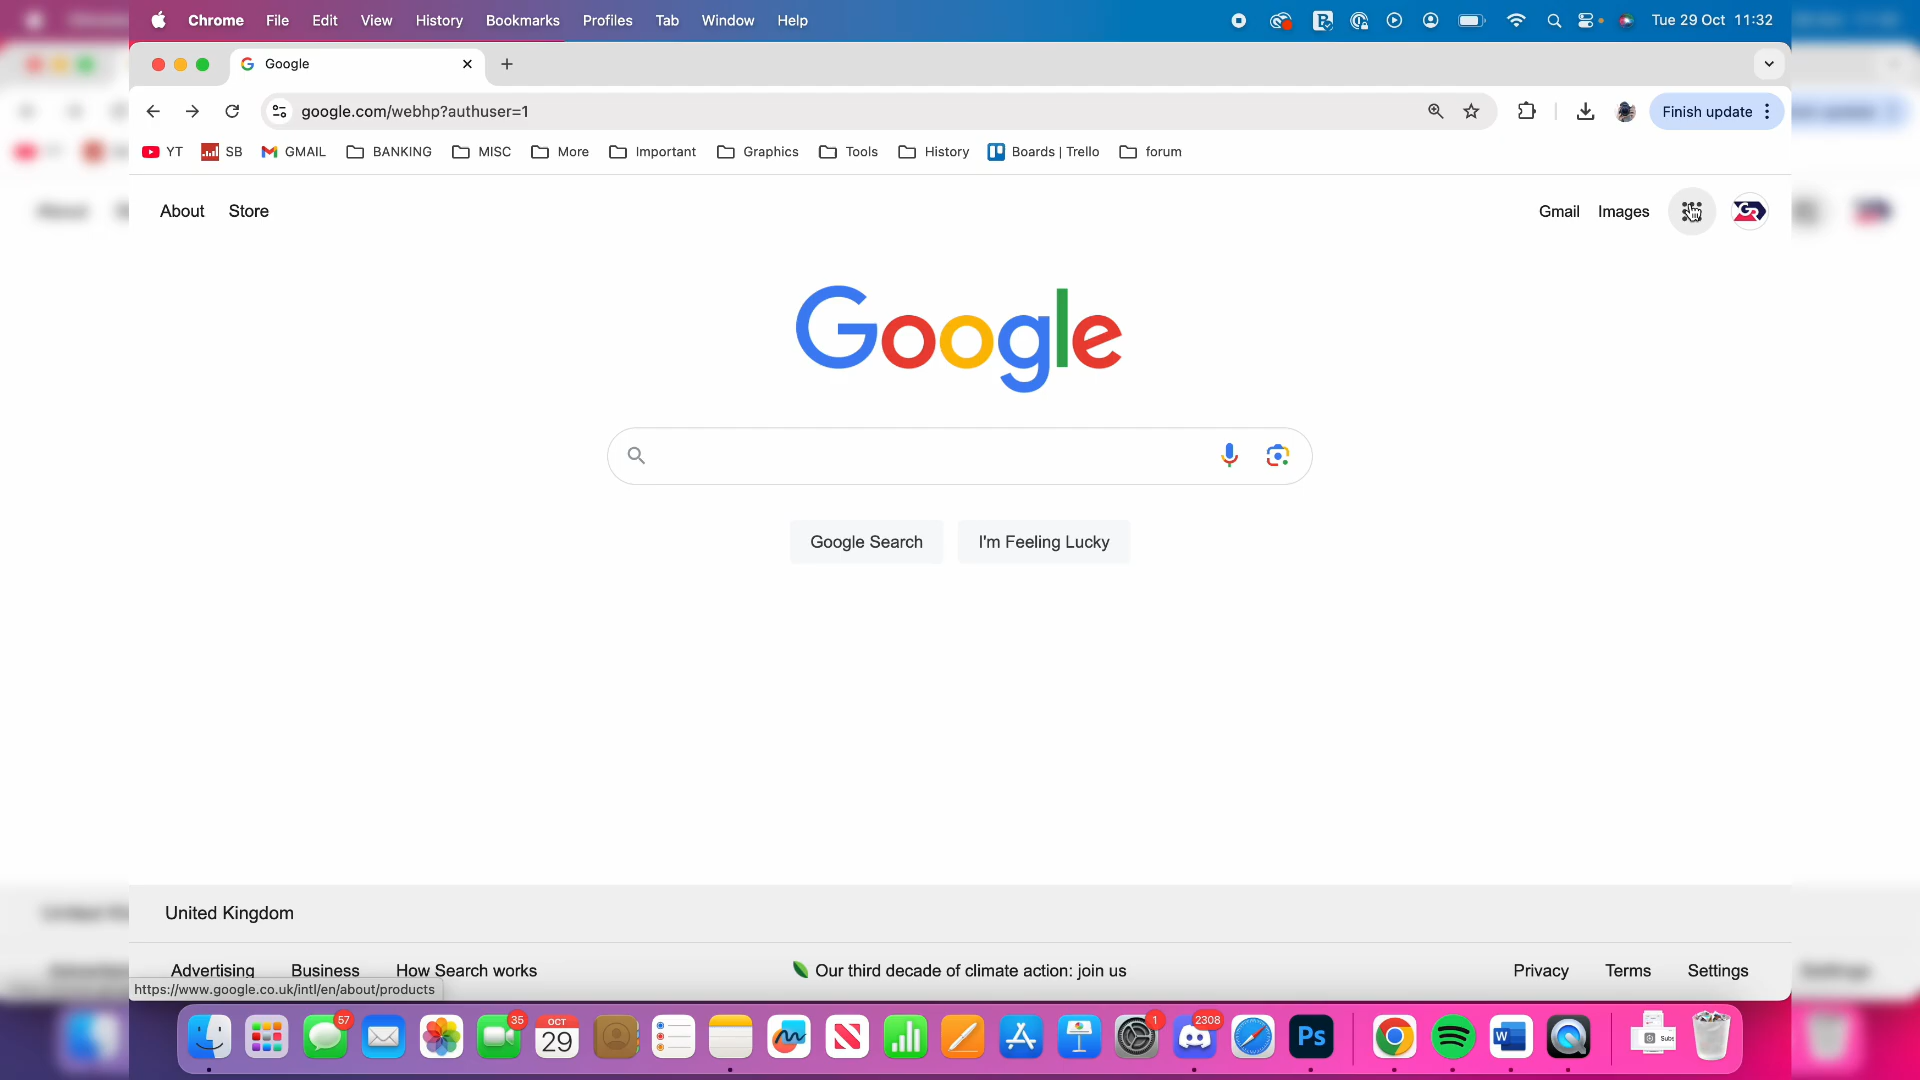 Chrome File Edit View History Bookmarks Profiles Tab Window Help
Tue 29 Oct 11:32
Google
google.com/webhp?authuser=1
Finish update
YT SB GMAIL BANKING MISC More Important Graphics Tools History Boards | Trello forum
About Store
Gmail Images
GR
Google
Google Search I'm Feeling Lucky
United Kingdom
Advertising Business How Search works
Our third decade of climate action: join us
Privacy Terms Settings
https://www.google.co.uk/intl/en/about/products
57
35
OCT
29
1
2308
Ps
W
Subs